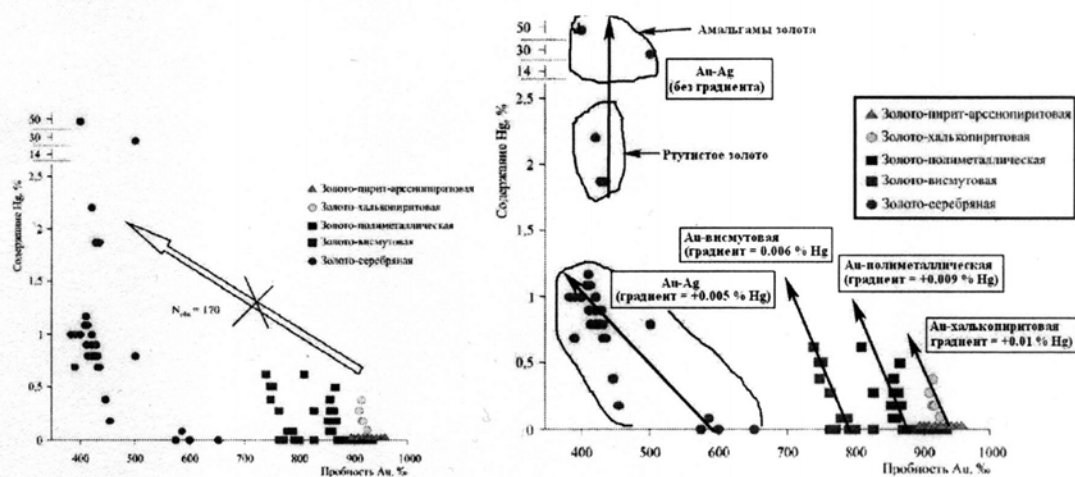 50
30
14
2,5
2
1,5
1
0,5
0
Содержание Hg, %
400
500
600
700
800
900
1000
Пробность Au, ‰
Золото-пирит-арсенопиритовая
Золото-халькопиритовая
Золото-полиметаллическая
Золото-висмутовая
Золото-серебряная
= 170
50
30
14
2,5
2
1,5
1
0,5
0
Содержание Hg, %
400
500
600
700
800
900
1000
Пробность Au, ‰
Амальгамы золота
Au-Ag
(без градиента)
Ртутистое золото
Золото-пирит-арсенопиритовая
Золото-халькопиритовая
Золото-полиметаллическая
Золото-висмутовая
Золото-серебряная
Au-Ag
(градиент = +0.005 % Hg)
Au-висмутовая
(градиент = 0.006 % Hg
Au-полиметаллическая
(градиент = +0.009 % Hg)
Au-халькопиритовая
градиент = +0.01 % Hg)